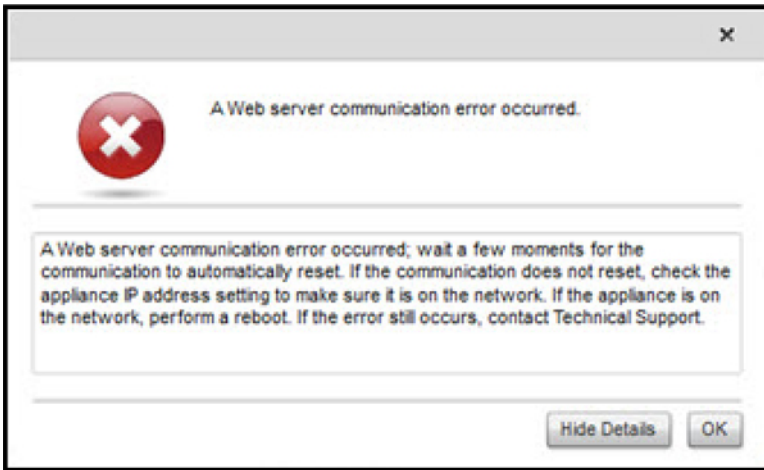 A Web server communication error occurred.
A Web server communication error occurred; wait a few moments for the
communication to automatically reset. If the communication does not reset, check the
appliance IP address setting to make sure it is on the network. If the appliance is on
the network, perform a reboot. If the error still occurs, contact Technical Support.
Hide Details
OK